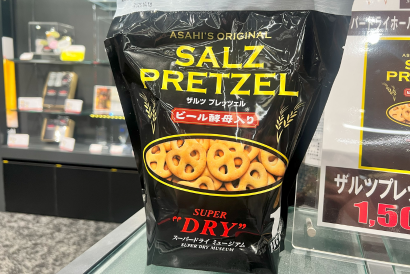 ASAHI'S ORIGINAL
SALZ
PRETZEL
ザルツ プレッツェル
ビール酵母入り
SUPER
"DRY"
スーパードライ ミュージアム
SUPER DRY MUSEUM
ザルツプレ
1,50